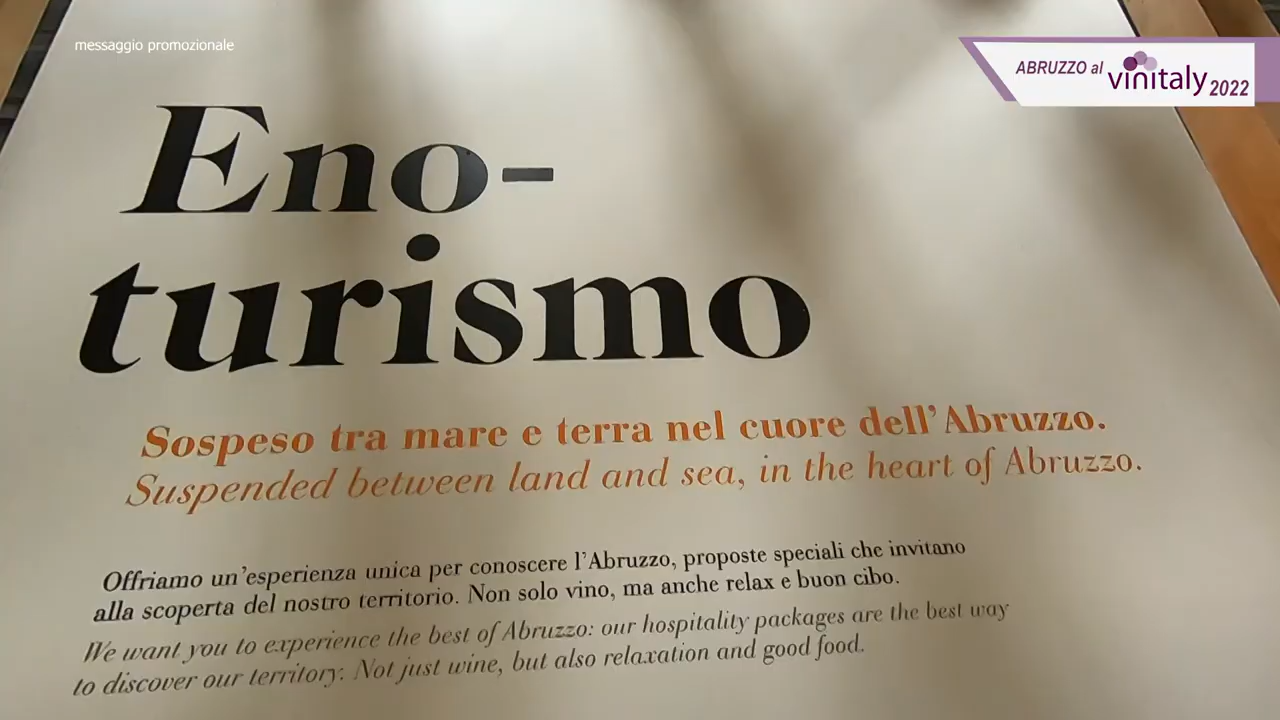 messaggio promozionale
ABRUZZO al vinitaly 2022
Eno-
turismo
Sospeso tra mare e terra nel cuore dell'Abruzzo.
Suspended between land and sea, in the heart of Abruzzo.
Offriamo un'esperienza unica per conoscere l'Abruzzo, proposte speciali che invitano
alla scoperta del nostro territorio. Non solo vino, ma anche relax e buon cibo.
We want you to experience the best of Abruzzo: our hospitality packages are the best way
to discover our territory. Not just wine, but also relaxation and good food.